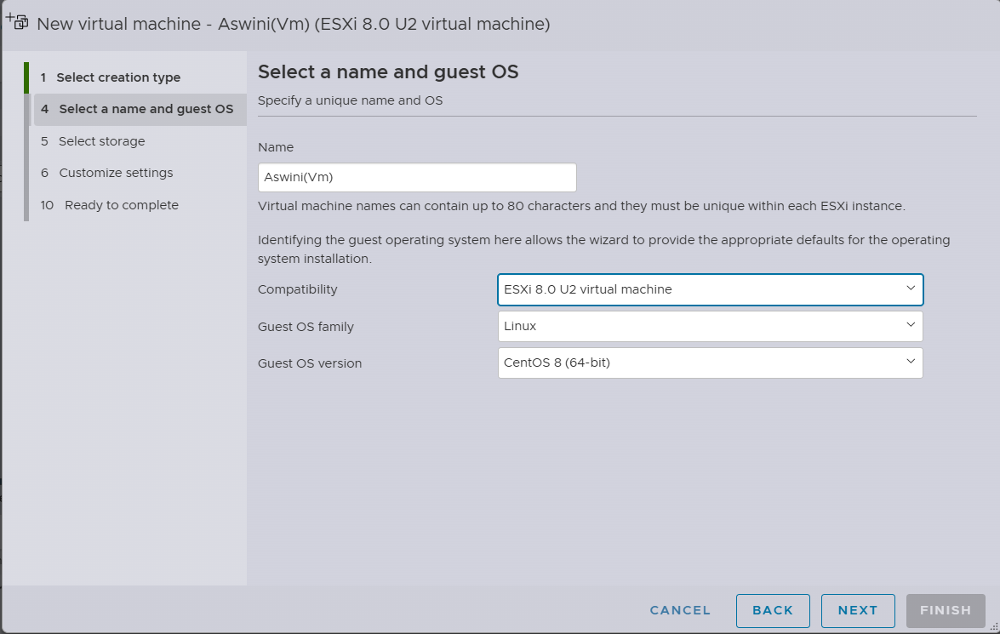 New virtual machine - Aswini(Vm) (ESXi 8.0 U2 virtual machine)
1 Select creation type
4 Select a name and guest OS
5 Select storage
6 Customize settings
10 Ready to complete
Select a name and guest OS
Specify a unique name and OS
Name
Aswini(Vm)
Virtual machine names can contain up to 80 characters and they must be unique within each ESXi instance.
Identifying the guest operating system here allows the wizard to provide the appropriate defaults for the operating
system installation.
Compatibility ESXi 8.0 U2 virtual machine
Guest OS family Linux
Guest OS version CentOS 8 (64-bit)
CANCEL BACK NEXT FINISH